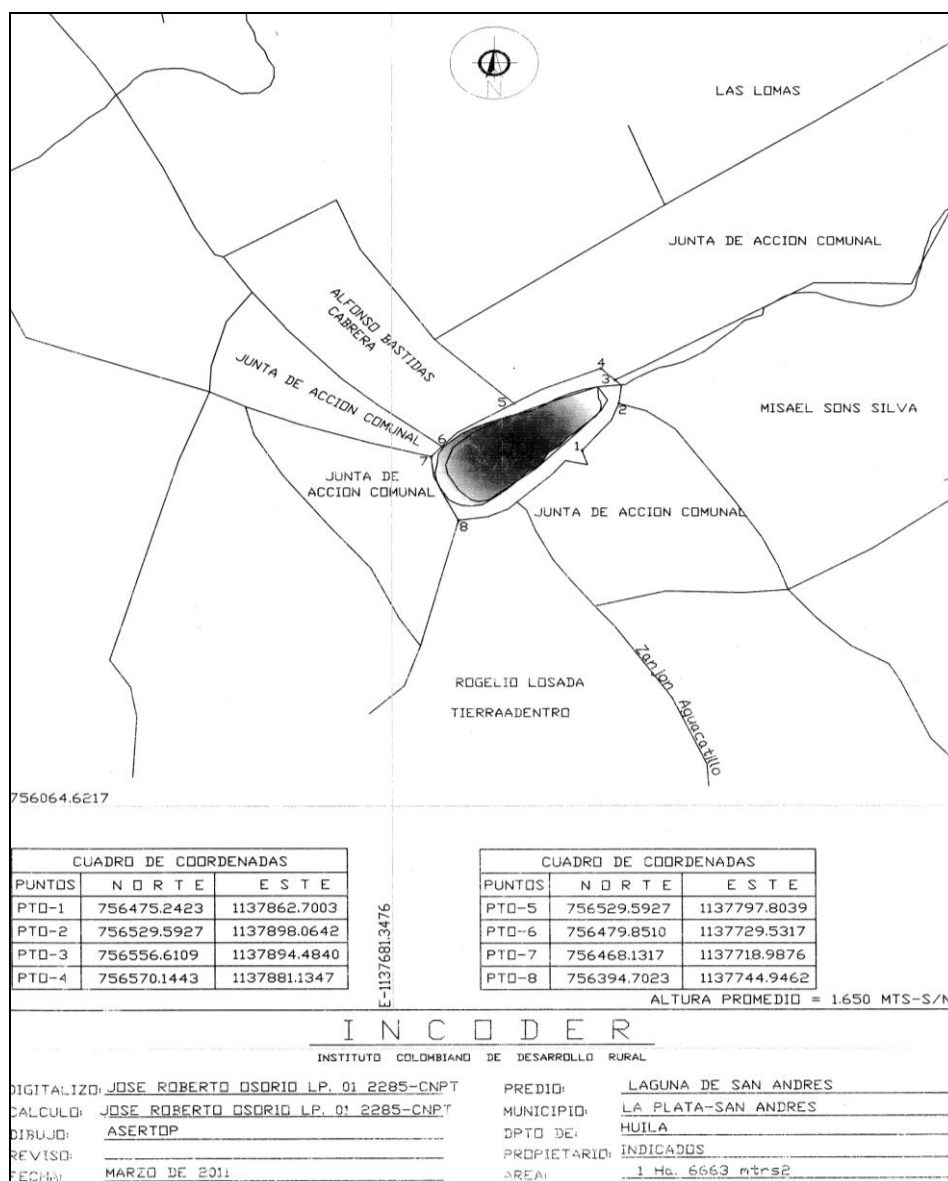 N
LAS LOMAS
JUNTA DE ACCION COMUNAL
ALFONSO BASTIDAS
CABRERA
JUNTA DE ACCION COMUNAL
4
3
5
2
MISAEL SONS SILVA
1
6
7
JUNTA DE
ACCION COMUNAL
JUNTA DE ACCION COMUNAL
8
ROGELIO LOSADA
TIERRAADENTRO
Zanjon Aguacatillo
756064.6217
E-1137681.3476
CUADRO DE COORDENADAS
PUNTOS N O R T E E S T E
PTO-1 756475.2423 1137862.7003
PTO-2 756529.5927 1137898.0642
PTO-3 756556.6109 1137894.4840
PTO-4 756570.1443 1137881.1347
CUADRO DE COORDENADAS
PUNTOS N O R T E E S T E
PTO-5 756529.5927 1137797.8039
PTO-6 756479.8510 1137729.5317
PTO-7 756468.1317 1137718.9876
PTO-8 756394.7023 1137744.9462
ALTURA PROMEDIO = 1.650 MTS-S/N
I N C O D E R
INSTITUTO COLOMBIANO DE DESARROLLO RURAL
DIGITALIZO: JOSE ROBERTO OSORIO LP. 01 2285-CNPT
CALCULO: JOSE ROBERTO OSORIO LP. 01 2285-CNPT
DIBUJO: ASERTOP
REVISO:
FECHA: MARZO DE 2011
PREDIO: LAGUNA DE SAN ANDRES
MUNICIPIO: LA PLATA-SAN ANDRES
DPTO DE: HUILA
PROPIETARIO: INDICADOS
AREA: 1 Ha. 6663 mtrs2